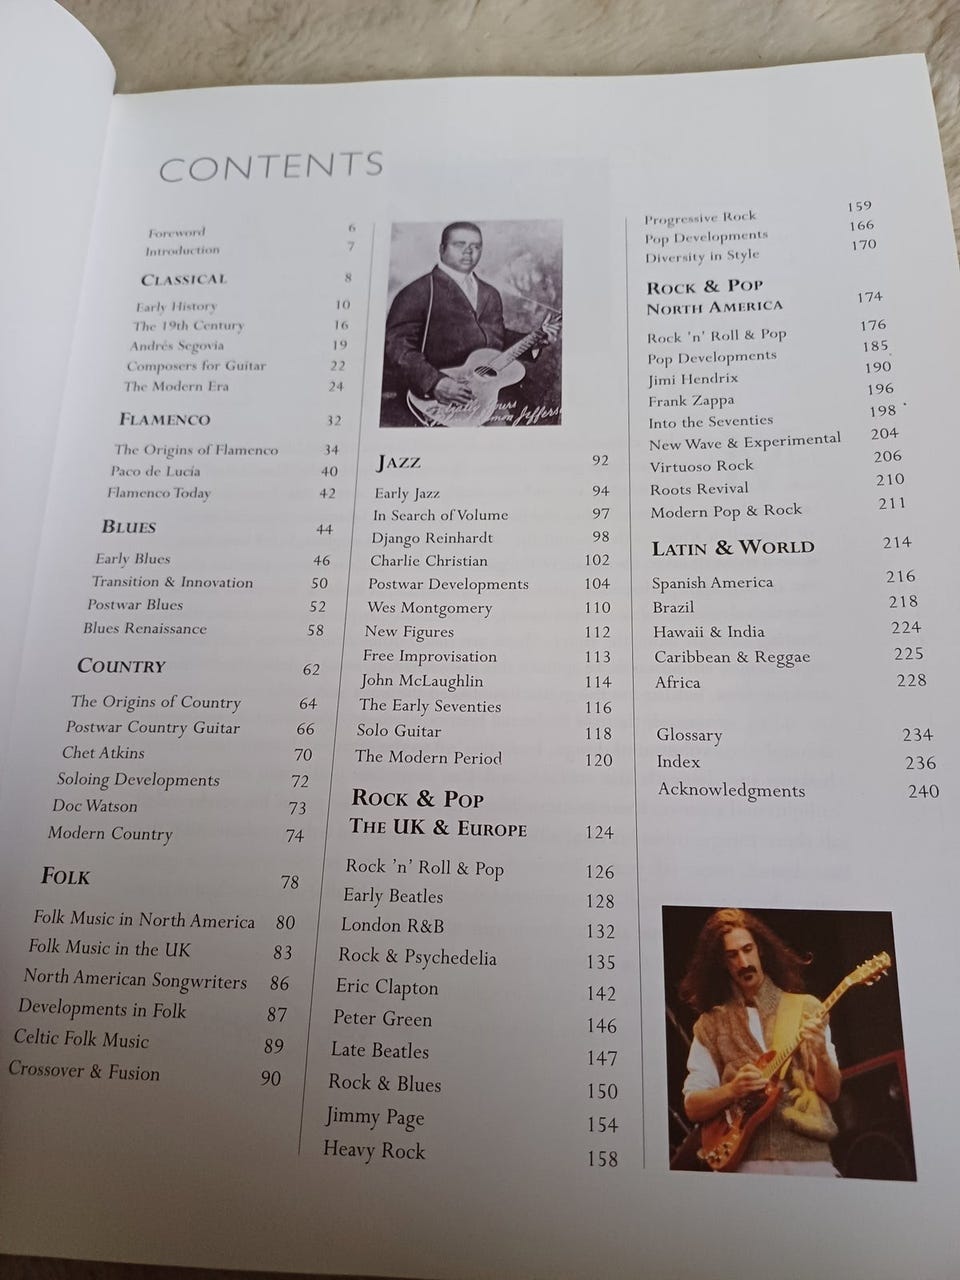 CONTENTS
Foreword 6
Introduction 7
CLASSICAL 8
Early History 10
The 19th Century 16
Andrés Segovia 19
Composers for Guitar 22
The Modern Era 24
FLAMENCO 32
The Origins of Flamenco 34
Paco de Lucía 40
Flamenco Today 42
BLUES 44
Early Blues 46
Transition & Innovation 50
Postwar Blues 52
Blues Renaissance 58
COUNTRY 62
The Origins of Country 64
Postwar Country Guitar 66
Chet Atkins 70
Soloing Developments 72
Doc Watson 73
Modern Country 74
FOLK 78
Folk Music in North America 80
Folk Music in the UK 83
North American Songwriters 86
Developments in Folk 87
Celtic Folk Music 89
Crossover & Fusion 90
Yours
Lemon Jeffers
JAZZ 92
Early Jazz 94
In Search of Volume 97
Django Reinhardt 98
Charlie Christian 102
Postwar Developments 104
Wes Montgomery 110
New Figures 112
Free Improvisation 113
John McLaughlin 114
The Early Seventies 116
Solo Guitar 118
The Modern Period 120
ROCK & POP
THE UK & EUROPE 124
Rock 'n' Roll & Pop 126
Early Beatles 128
London R&B 132
Rock & Psychedelia 135
Eric Clapton 142
Peter Green 146
Late Beatles 147
Rock & Blues 150
Jimmy Page 154
Heavy Rock 158
Progressive Rock 159
Pop Developments 166
Diversity in Style 170
ROCK & POP
NORTH AMERICA 174
Rock 'n' Roll & Pop 176
Pop Developments 185
Jimi Hendrix 190
Frank Zappa 196
Into the Seventies 198
New Wave & Experimental 204
Virtuoso Rock 206
Roots Revival 210
Modern Pop & Rock 211
LATIN & WORLD 214
Spanish America 216
Brazil 218
Hawaii & India 224
Caribbean & Reggae 225
Africa 228
Glossary 234
Index 236
Acknowledgments 240